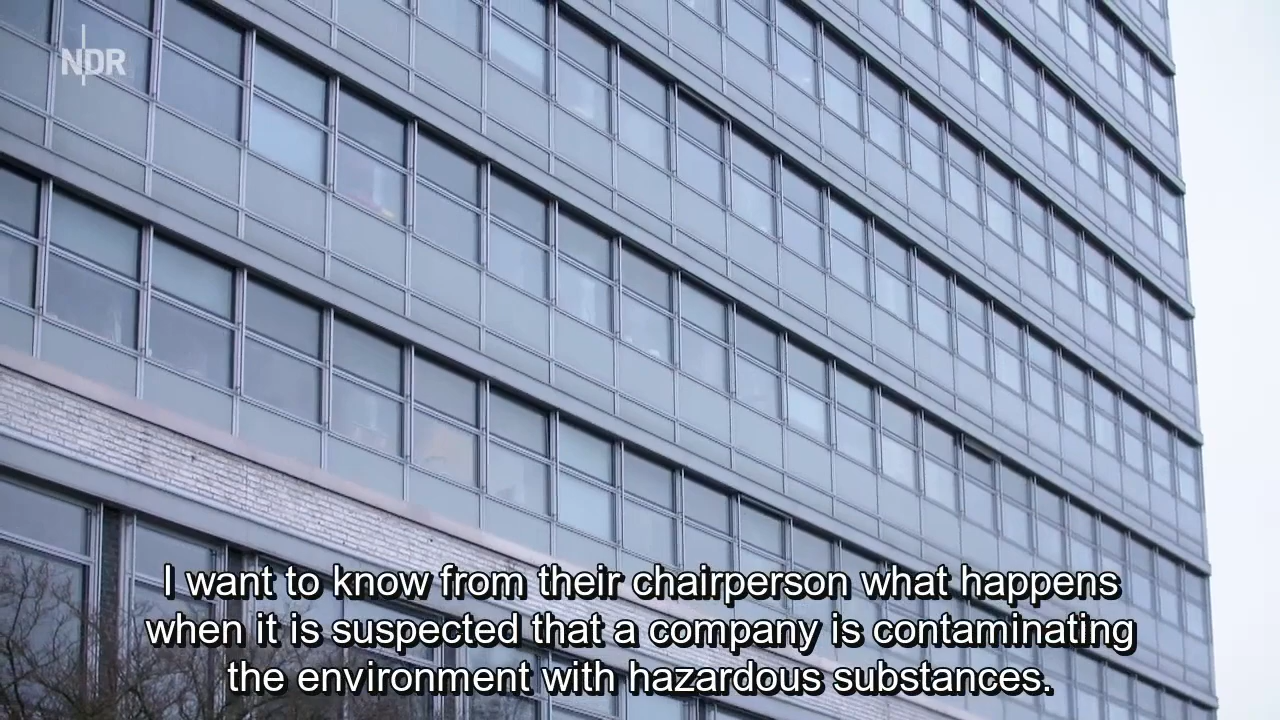 NDR
I want to know from their chairperson what happens
when it is suspected that a company is contaminating
the environment with hazardous substances.